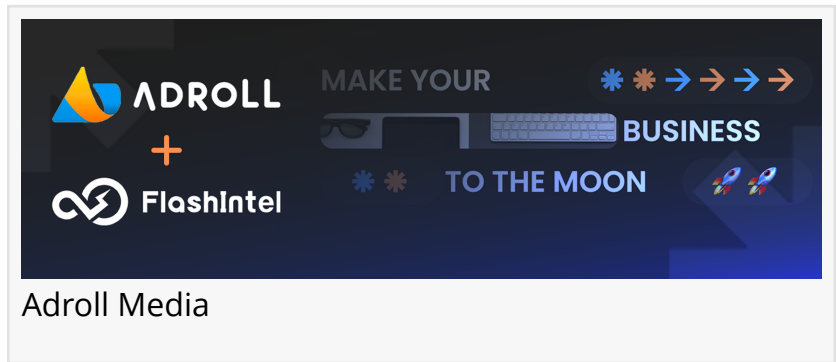 ADROLL
+
FlashIntel
MAKE YOUR
BUSINESS
TO THE MOON
Adroll Media